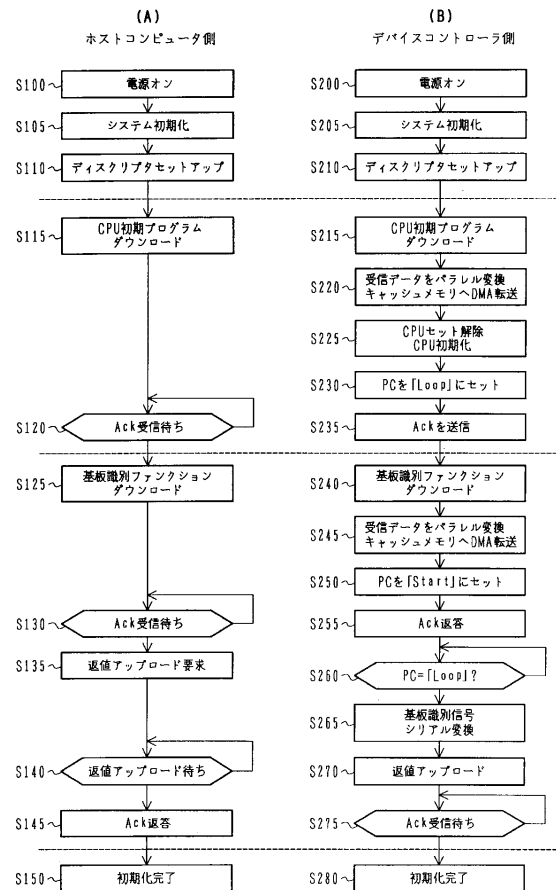 (A)
ホストコンピュータ側
S100 電源オン
S105 システム初期化
S110 ディスクリプタセットアップ
S115 CPU初期プログラム
ダウンロード
S120 Ack受信待ち
S125 基板識別ファンクション
ダウンロード
S130 Ack受信待ち
S135 返値アップロード要求
S140 返値アップロード待ち
S145 Ack返答
S150 初期化完了
(B)
デバイスコントローラ側
S200 電源オン
S205 システム初期化
S210 ディスクリプタセットアップ
S215 CPU初期プログラム
ダウンロード
S220 受信データをパラレル変換
キャッシュメモリへDMA転送
S225 CPUセット解除
CPU初期化
S230 PCを「Loop」にセット
S235 Ackを送信
S240 基板識別ファンクション
ダウンロード
S245 受信データをパラレル変換
キャッシュメモリへDMA転送
S250 PCを「Start」にセット
S255 Ack返答
S260 PC=「Loop」?
S265 基板識別信号
シリアル変換
S270 返値アップロード
S275 Ack受信待ち
S280 初期化完了